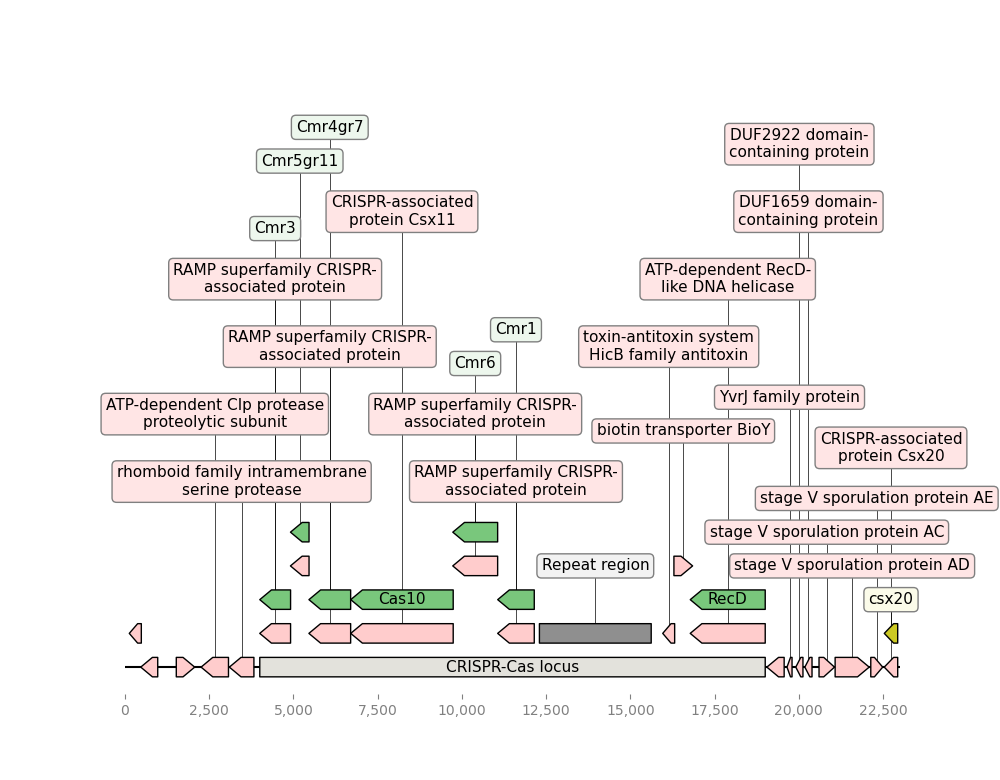 Cmr4gr7
DUF2922 domain-
containing protein
Cmr5gr11
CRISPR-associated
protein Csx11
DUF1659 domain-
containing protein
Cmr3
RAMP superfamily CRISPR-
associated protein
ATP-dependent RecD-
like DNA helicase
Cmr1
RAMP superfamily CRISPR-
associated protein
toxin-antitoxin system
HicB family antitoxin
Cmr6
YvrJ family protein
ATP-dependent Clp protease
proteolytic subunit
RAMP superfamily CRISPR-
associated protein
biotin transporter BioY
CRISPR-associated
protein Csx20
rhomboid family intramembrane
serine protease
RAMP superfamily CRISPR-
associated protein
stage V sporulation protein AE
stage V sporulation protein AC
Repeat region
stage V sporulation protein AD
Cas10
RecD
csx20
CRISPR-Cas locus
0
2,500
5,000
7,500
10,000
12,500
15,000
17,500
20,000
22,500